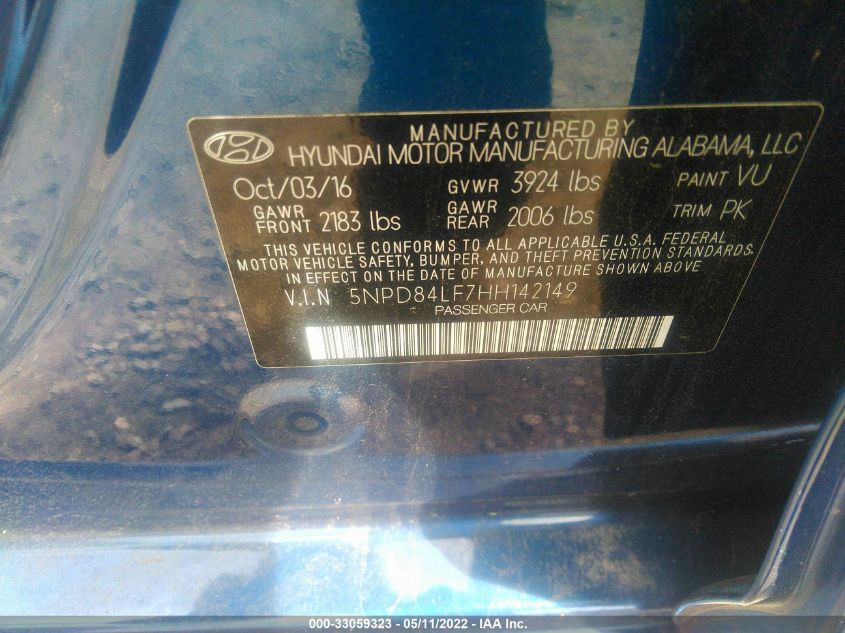 MANUFACTURED BY
HYUNDAI MOTOR MANUFACTURING ALABAMA, LLC
Oct/03/16 GVWR 3924 lbs PAINT VU
GAWR FRONT 2183 lbs GAWR REAR 2006 lbs TRIM PK
THIS VEHICLE CONFORMS TO ALL APPLICABLE U.S.A. FEDERAL
MOTOR VEHICLE SAFETY, BUMPER, AND THEFT PREVENTION STANDARDS
IN EFFECT ON THE DATE OF MANUFACTURE SHOWN ABOVE
V.I.N 5NPD84LF7HH142149
PASSENGER CAR
000-33059323 - 05/11/2022 - IAA Inc.